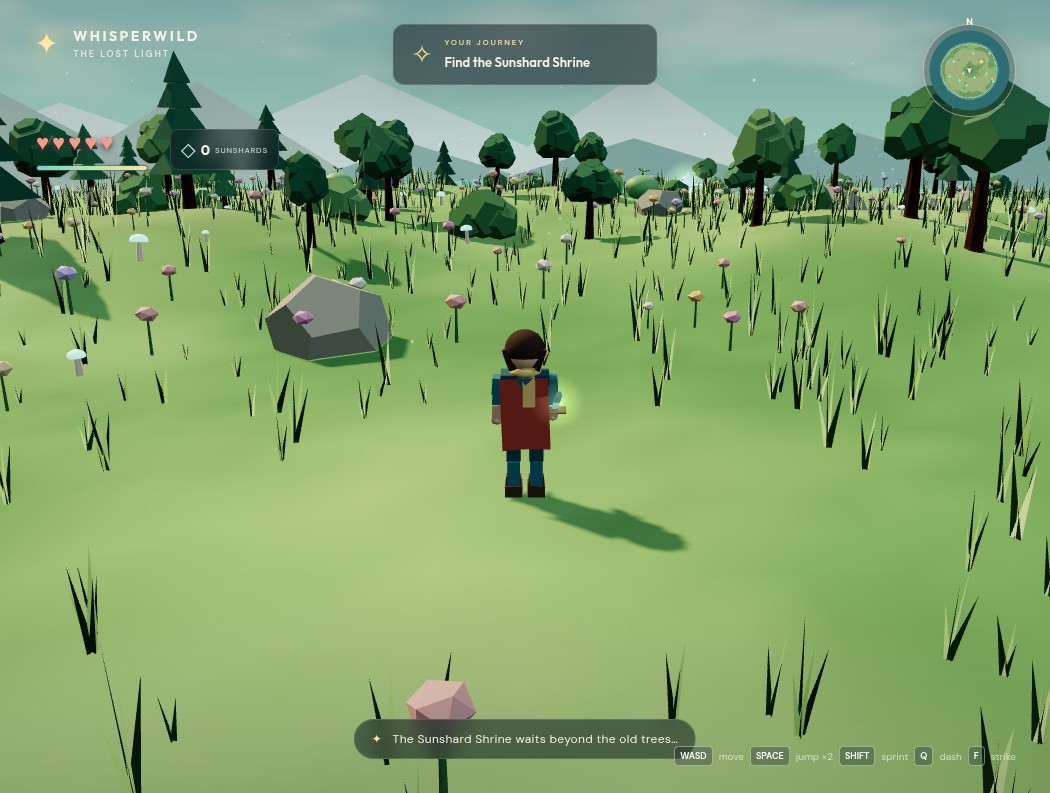 WHISPERWILD
THE LOST LIGHT
YOUR JOURNEY
Find the Sunshard Shrine
N
0 SUNSHARDS
The Sunshard Shrine waits beyond the old trees…
WASD move SPACE jump ×2 SHIFT sprint Q dash F strike